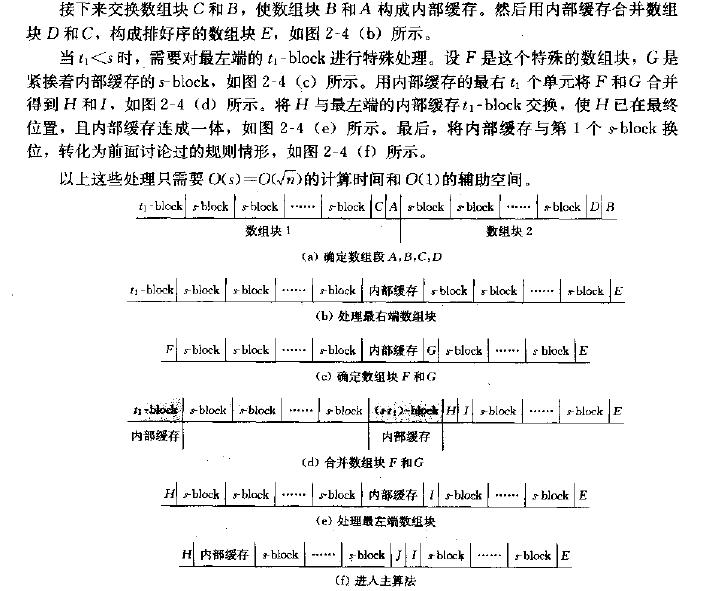 接下来交换数组块 C 和 B，使数组块 B 和 A 构成内部缓存。然后用内部缓存合并数组
块 D 和 C，构成排好序的数组块 E，如图 2-4（b）所示。
当 t₁＜s 时，需要对最左端的 t₁-block 进行特殊处理。设 F 是这个特殊的数组块，G 是
紧接着内部缓存的 s-block，如图 2-4（c）所示。用内部缓存的最右 t₁ 个单元将 F 和 G 合并
得到 H 和 I，如图 2-4（d）所示。将 H 与最左端的内部缓存 t₁-block 交换，使 H 已在最终
位置，且内部缓存连成一体，如图 2-4（e）所示。最后，将内部缓存与第 1 个 s-block 换
位，转化为前面讨论过的规则情形，如图 2-4（f）所示。
以上这些处理只需要 O(s)=O(√n)的计算时间和 O(1)的辅助空间。
t₁-block s-block s-block …… s-block C A s-block s-block …… s-block D B
数组块 1 数组块 2
(a) 确定数组段 A,B,C,D
t₁-block s-block s-block …… s-block 内部缓存 s-block s-block …… s-block E
(b) 处理最右端数组块
F s-block s-block …… s-block 内部缓存 G s-block …… s-block E
(c) 确定数组块 F 和 G
t₁-block s-block s-block …… s-block (s-t₁)-block H I s-block …… s-block E
内部缓存 内部缓存
(d) 合并数组块 F 和 G
H s-block s-block …… s-block 内部缓存 I s-block …… s-block E
(e) 处理最左端数组块
H 内部缓存 s-block …… s-block J I s-block …… s-block E
(f) 进入主算法